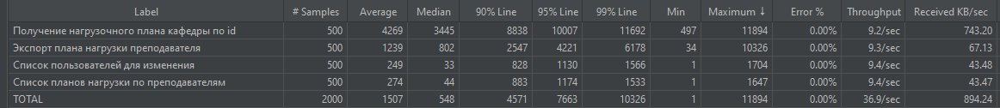 Label # Samples Average Median 90% Line 95% Line 99% Line Min Maximum ↓ Error % Throughput Received KB/sec
Получение нагрузочного плана кафедры по id 500 4269 3445 8838 10007 11692 497 11894 0.00% 9.2/sec 743.20
Экспорт плана нагрузки преподавателя 500 1239 802 2547 4221 6178 34 10326 0.00% 9.3/sec 67.13
Список пользователей для изменения 500 249 33 828 1130 1566 1 1704 0.00% 9.4/sec 43.48
Список планов нагрузки по преподавателям 500 274 44 883 1174 1533 1 1647 0.00% 9.4/sec 43.47
TOTAL 2000 1507 548 4571 7663 10326 1 11894 0.00% 36.9/sec 894.24